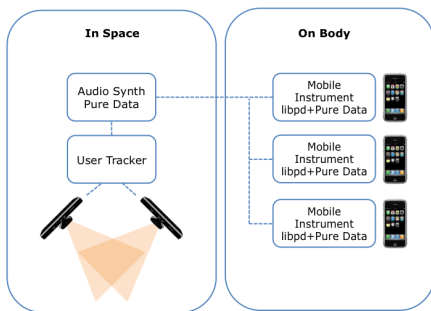 In Space
On Body
Audio Synth
Pure Data
User Tracker
Mobile
Instrument
libpd+Pure Data
Mobile
Instrument
libpd+Pure Data
Mobile
Instrument
libpd+Pure Data